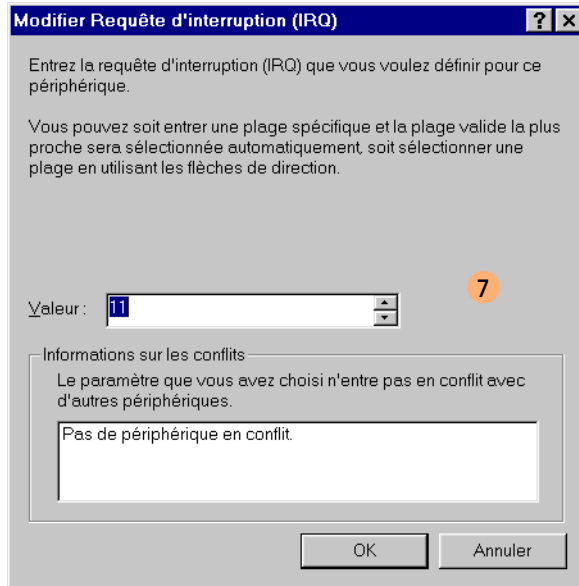 Modifier Requête d'interruption (IRQ)
Entrez la requête d'interruption (IRQ) que vous voulez définir pour ce
périphérique.
Vous pouvez soit entrer une plage spécifique et la plage valide la plus
proche sera sélectionnée automatiquement, soit sélectionner une
plage en utilisant les flèches de direction.
7
Valeur : 11
Informations sur les conflits
Le paramètre que vous avez choisi n'entre pas en conflit avec
d'autres périphériques.
Pas de périphérique en conflit.
OK Annuler